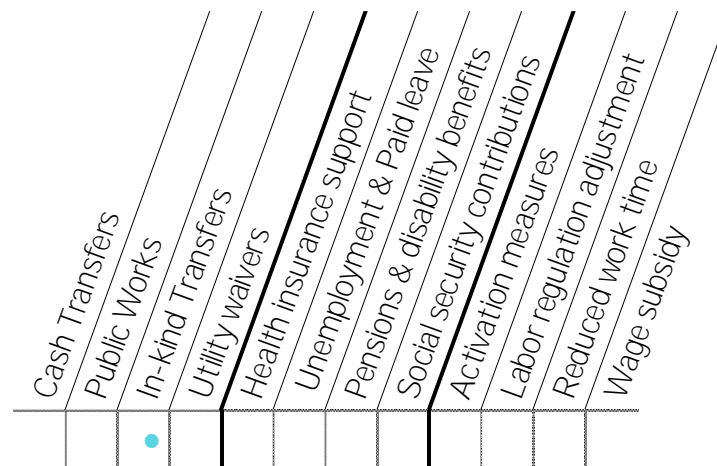 Cash Transfers
Public Works
In-kind Transfers
Utility waivers
Health insurance support
Unemployment & Paid leave
Pensions & disability benefits
Social security contributions
Activation measures
Labor regulation adjustment
Reduced work time
Wage subsidy